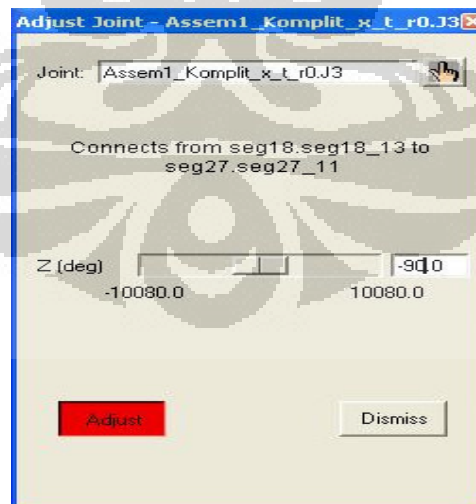 Adjust Joint - Assem1_Komplit_x_t_r0.J3
Joint: Assem1_Komplit_x_t_r0.J3
Connects from seg18.seg18_13 to
seg27.seg27_11
Z (deg) -90.0
-10080.0 10080.0
Adjust Dismiss